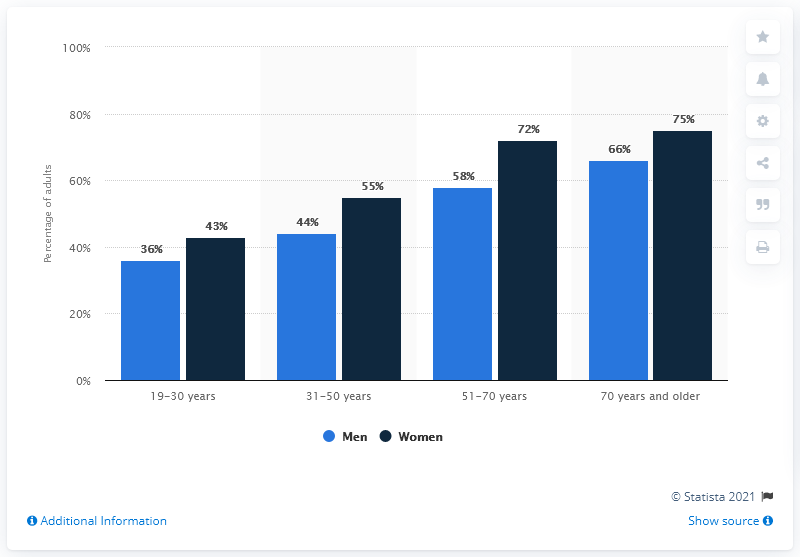 100%
80%
60%
40%
20%
0%
Percentage of adults
36%
43%
44%
55%
58%
72%
66%
75%
19-30 years
31-50 years
51-70 years
70 years and older
Men
Women
© Statista 2021
Additional Information
Show source